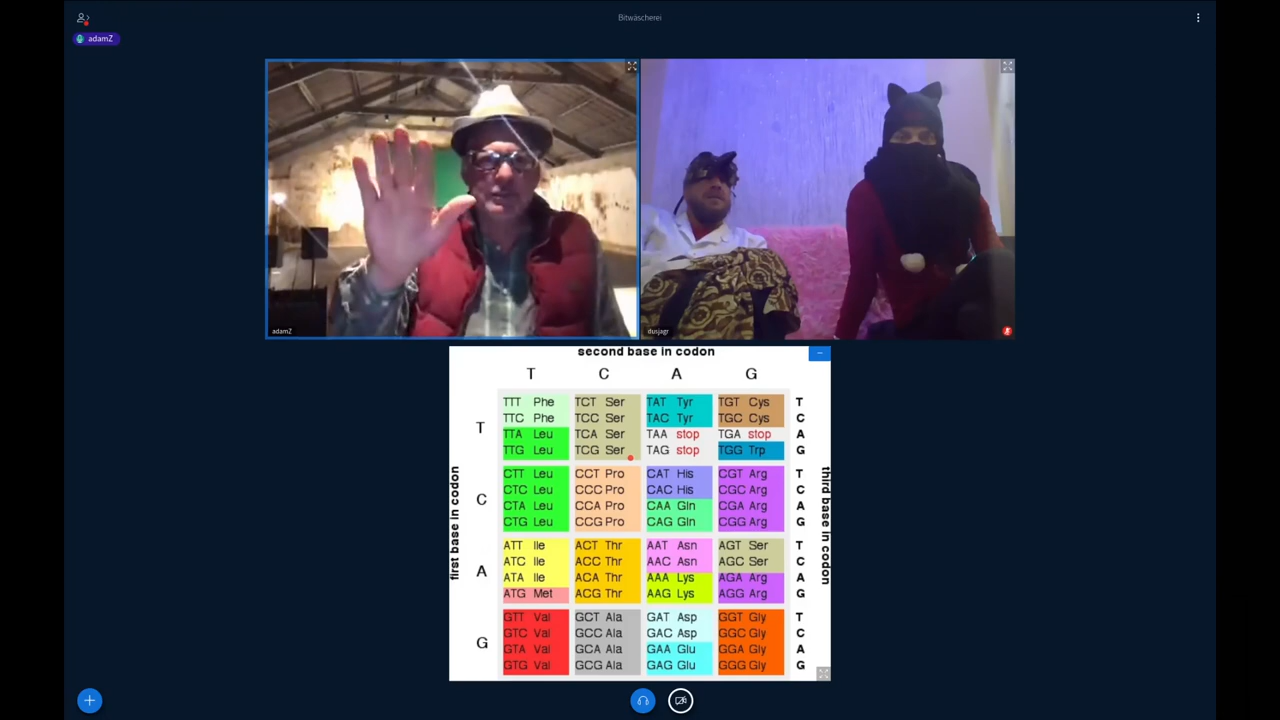 Bitwäscherei
adamZ
adamZ
dusjagr
second base in codon
T C A G
TTT Phe TCT Ser TAT Tyr TGT Cys T
TTC Phe TCC Ser TAC Tyr TGC Cys C
T
TTA Leu TCA Ser TAA stop TGA stop A
TTG Leu TCG Ser TAG stop TGG Trp G
first base in codon
third base in codon
CTT Leu CCT Pro CAT His CGT Arg T
CTC Leu CCC Pro CAC His CGC Arg C
C
CTA Leu CCA Pro CAA Gln CGA Arg A
CTG Leu CCG Pro CAG Gln CGG Arg G
ATT Ile ACT Thr AAT Asn AGT Ser T
ATC Ile ACC Thr AAC Asn AGC Ser C
A
ATA Ile ACA Thr AAA Lys AGA Arg A
ATG Met ACG Thr AAG Lys AGG Arg G
GTT Val GCT Ala GAT Asp GGT Gly T
GTC Val GCC Ala GAC Asp GGC Gly C
G
GTA Val GCA Ala GAA Glu GGA Gly A
GTG Val GCG Ala GAG Glu GGG Gly G